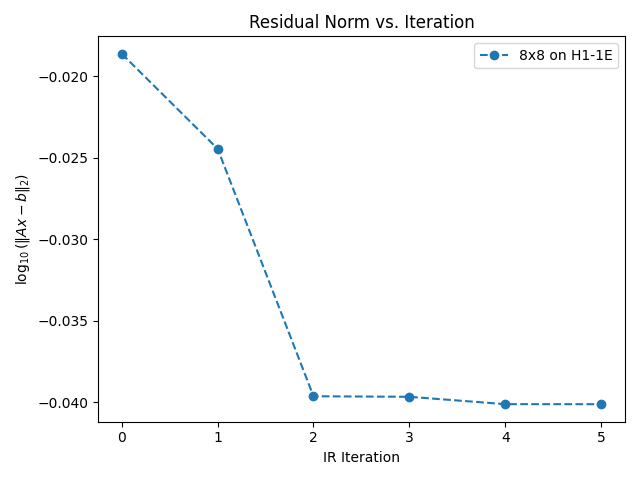 Residual Norm vs. Iteration
8x8 on H1-1E
−0.020
−0.025
−0.030
−0.035
−0.040
log₁₀(‖Ax − b‖₂)
0 1 2 3 4 5
IR Iteration